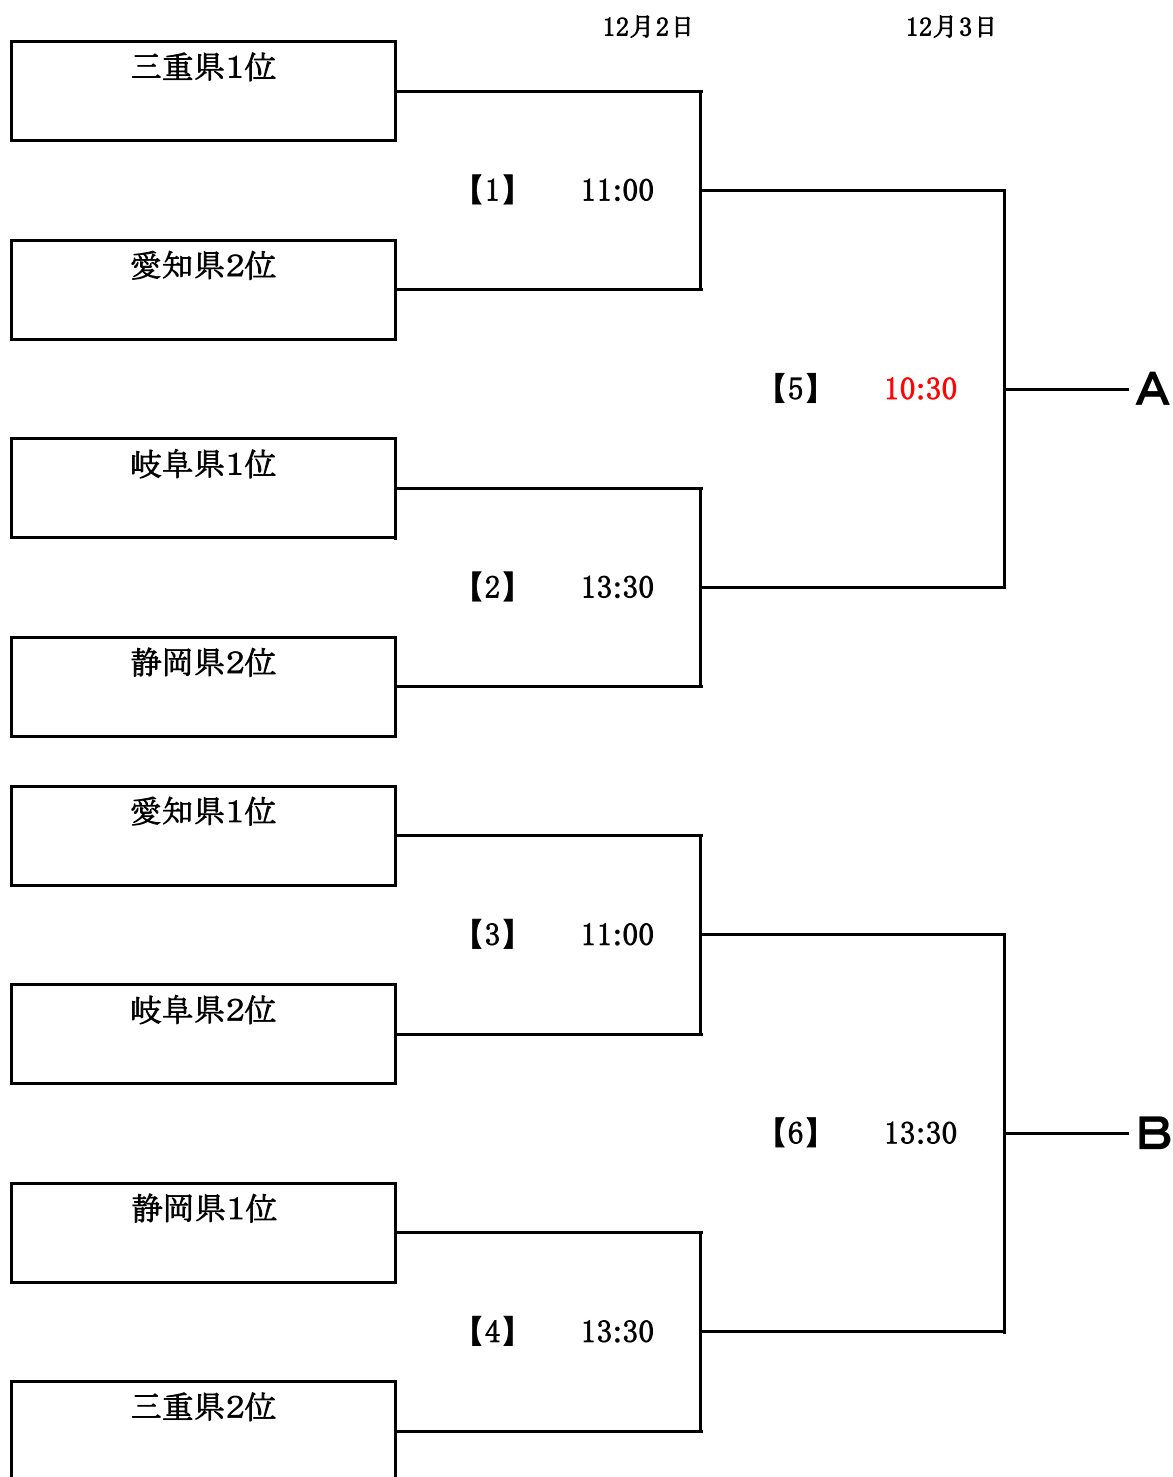 12月2日 12月3日
三重県1位
【1】 11:00
愛知県2位
【5】 10:30 A
岐阜県1位
【2】 13:30
静岡県2位
愛知県1位
【3】 11:00
岐阜県2位
【6】 13:30 B
静岡県1位
【4】 13:30
三重県2位